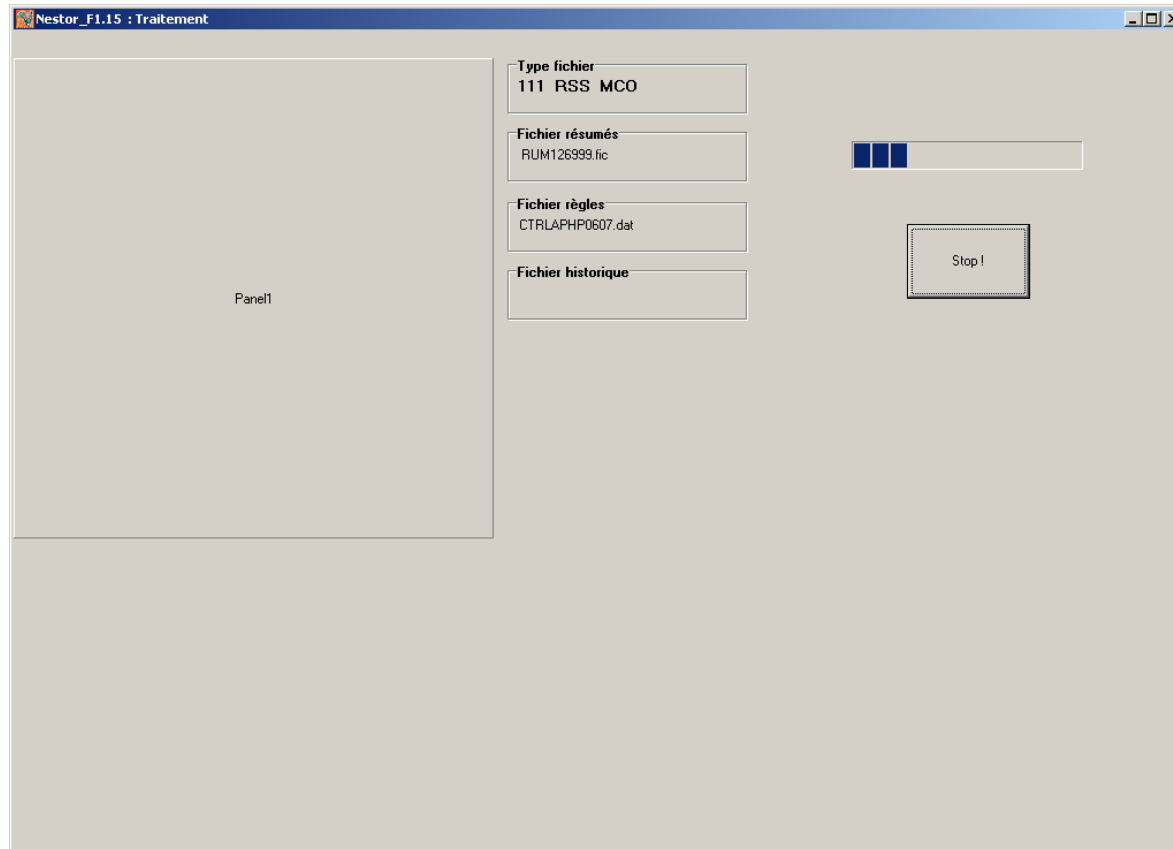 Nestor_F1.15 : Traitement
Panel1
Type fichier
111 RSS MCO
Fichier résumés
RUM126999.fic
Fichier règles
CTRLAPHP0607.dat
Fichier historique
Stop !